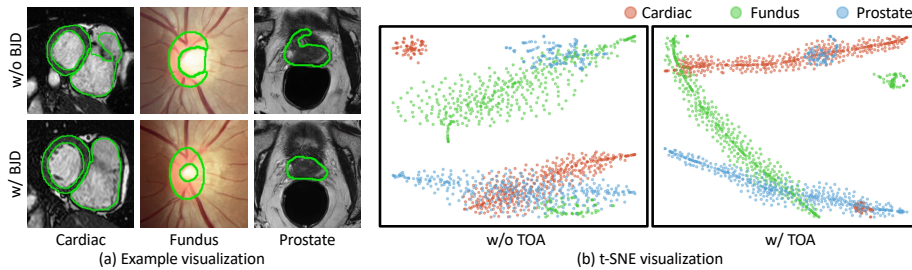 w/o BJD
w/ BJD
Cardiac
Fundus
Prostate
(a) Example visualization
Cardiac
Fundus
Prostate
w/o TOA
w/ TOA
(b) t-SNE visualization